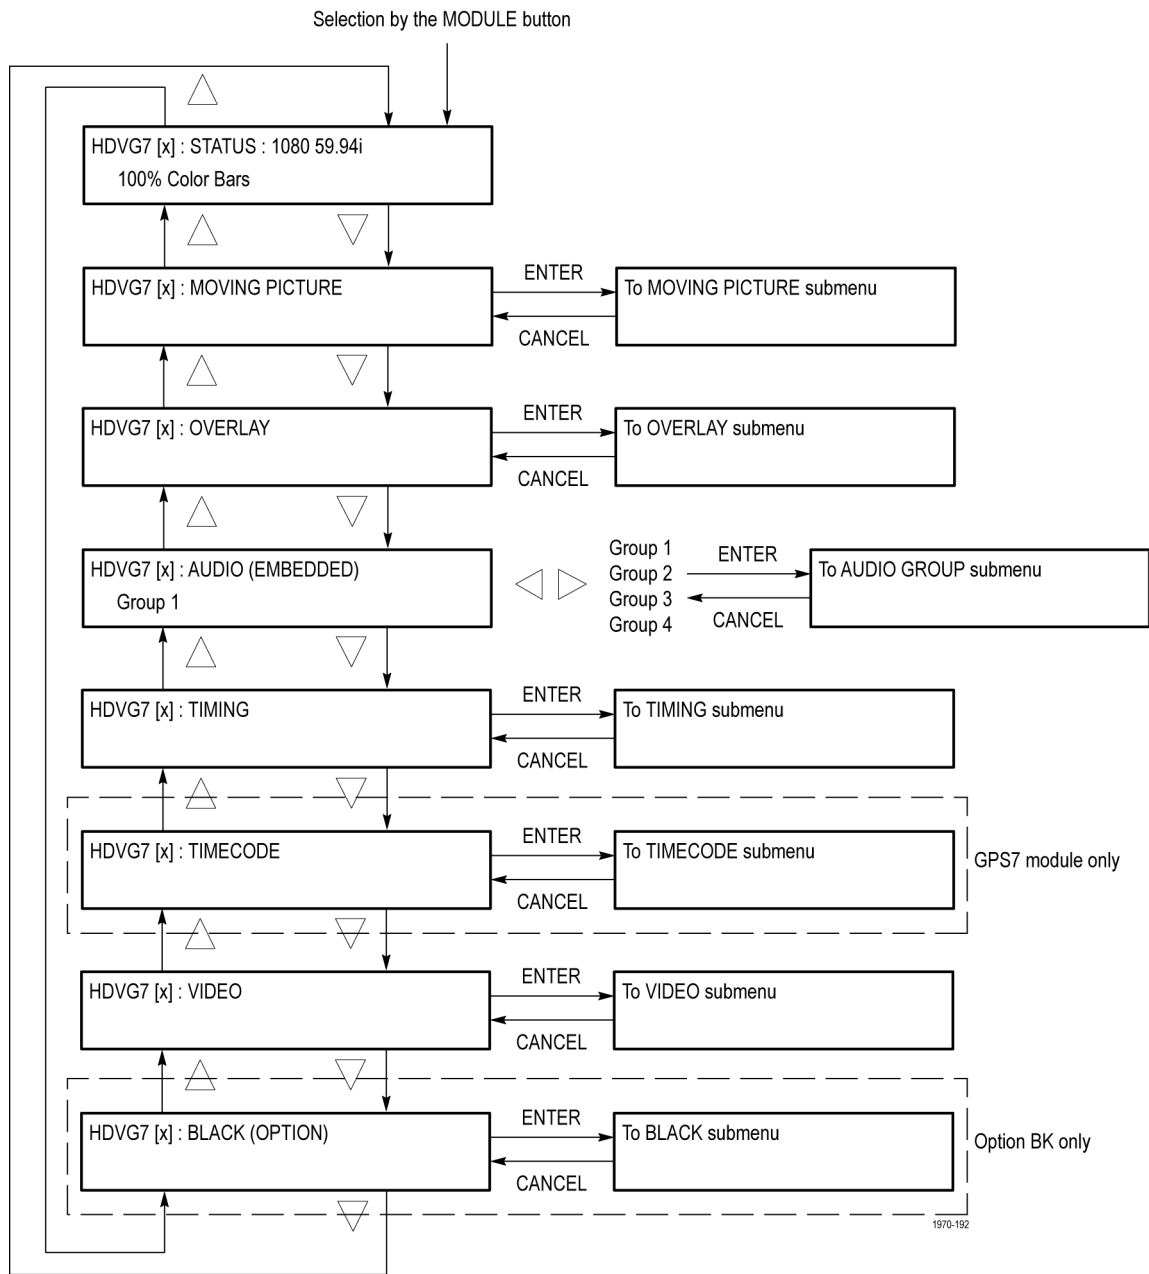 Selection by the MODULE button
HDVG7 [x] : STATUS : 1080 59.94i
100% Color Bars
HDVG7 [x] : MOVING PICTURE
ENTER
CANCEL
To MOVING PICTURE submenu
HDVG7 [x] : OVERLAY
ENTER
CANCEL
To OVERLAY submenu
HDVG7 [x] : AUDIO (EMBEDDED)
Group 1
Group 1
Group 2
Group 3
Group 4
ENTER
CANCEL
To AUDIO GROUP submenu
HDVG7 [x] : TIMING
ENTER
CANCEL
To TIMING submenu
HDVG7 [x] : TIMECODE
ENTER
CANCEL
To TIMECODE submenu
GPS7 module only
HDVG7 [x] : VIDEO
ENTER
CANCEL
To VIDEO submenu
HDVG7 [x] : BLACK (OPTION)
ENTER
CANCEL
To BLACK submenu
Option BK only
1970-192